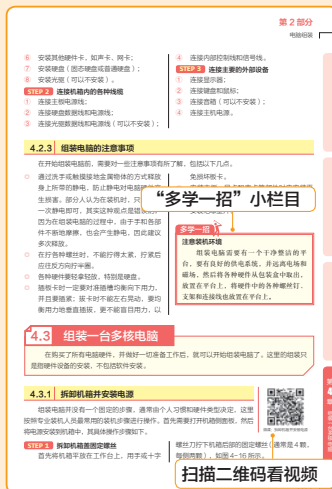 第 2 部分
电脑组装
⑥ 安装其他硬件卡，如声卡、网卡；
⑦ 安装硬盘（固态硬盘或普通硬盘）；
⑧ 安装光驱（可以不安装）。
STEP 2 连接机箱内的各种线缆
① 连接主板电源线；
② 连接硬盘数据线和电源线；
③ 连接光驱数据线和电源线（可以不安装）；
④ 连接内部控制线和信号线。
STEP 3 连接主要的外部设备
① 连接显示器；
② 连接键盘和鼠标；
③ 连接音箱（可以不安装）；
④ 连接主机电源。
4.2.3 组装电脑的注意事项
在开始组装电脑前，需要对一些注意事项有所了解，包括以下几点。
通过洗手或触摸接地金属物体的方式释放
身上所带的静电，防止静电对电脑
生损害。部分人认为在装机时，只
一次静电即可，其实这种观点是错
因为在组装电脑的过程中，由于手和各部
件不断地摩擦，也会产生静电，因此建议
多次释放。
在拧各种螺丝时，不能拧得太紧，拧紧后
应往反方向拧半圈。
各种硬件要轻拿轻放，特别是硬盘。
插板卡时一定要对准插槽均衡向下用力，
并且要插紧；拔卡时不能左右晃动，要均
衡用力地垂直插拔，更不能盲目用力，以
免损坏板卡。
“多学一招”小栏目
多学一招
注意装机环境
组装电脑需要有一个干净整洁的平
台，要有良好的供电系统，并远离电场和
磁场，然后将各种硬件从包装盒中取出，
放置在平台上，将硬件中的各种螺丝钉、
支架和连接线也放置在平台上。
4.3 组装一台多核电脑
在购买了所有电脑硬件，并做好一切准备工作后，就可以开始组装电脑了。这里的组装只
是指硬件设备的安装，不包括软件安装。
4.3.1 拆卸机箱并安装电源
组装电脑并没有一个固定的步骤，通常由个人习惯和硬件类型决定，这里
按照专业装机人员最常用的装机步骤进行操作。首先需要打开机箱侧面板，然后
将电源安装到机箱中，其具体操作步骤如下。
STEP 1 拆卸机箱盖固定螺丝
首先将机箱平放在工作台上，用手或十字
螺丝刀拧下机箱后部的固定螺丝（通常是 4 颗，
每侧两颗），如图 4-16 所示。
扫描二维码看视频
第
4
章